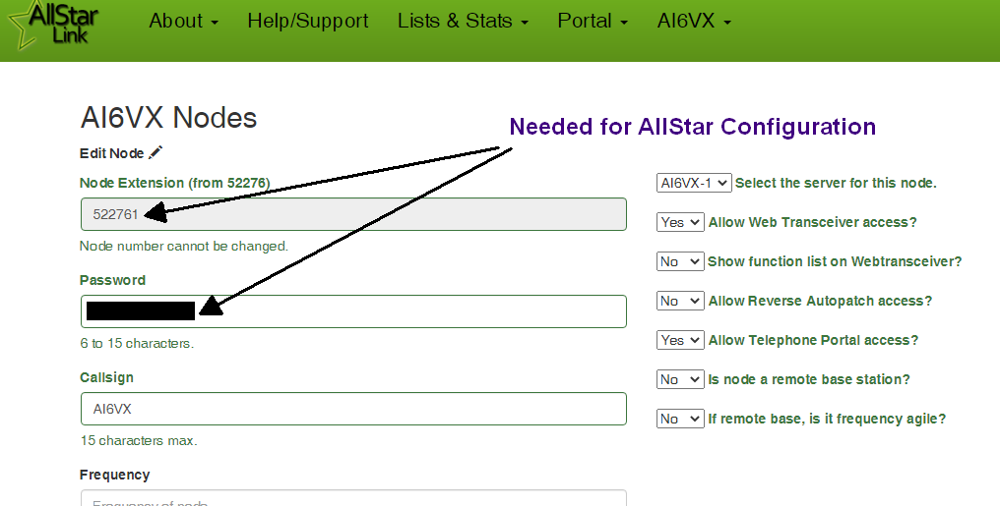 AllStar
Link
About
Help/Support
Lists & Stats
Portal
AI6VX
AI6VX Nodes
Needed for AllStar Configuration
Edit Node
Node Extension (from 52276)
522761
Node number cannot be changed.
Password
6 to 15 characters.
Callsign
AI6VX
15 characters max.
Frequency
Frequency of node
AI6VX-1 Select the server for this node.
Yes Allow Web Transceiver access?
No Show function list on Webtransceiver?
No Allow Reverse Autopatch access?
Yes Allow Telephone Portal access?
No Is node a remote base station?
No If remote base, is it frequency agile?